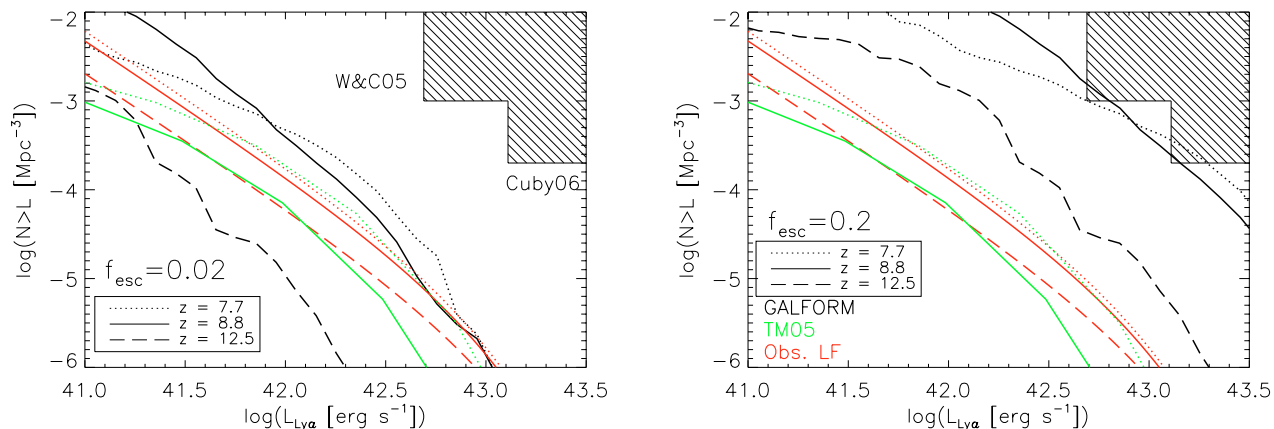 -2
-3
-4
-5
-6
log(N>L [Mpc⁻³]
W&C05
Cuby06
f_esc=0.02
z = 7.7
z = 8.8
z = 12.5
41.0 41.5 42.0 42.5 43.0 43.5
log(L_Lyα [erg s⁻¹])
-2
-3
-4
-5
-6
log(N>L [Mpc⁻³]
f_esc=0.2
z = 7.7
z = 8.8
z = 12.5
GALFORM
TM05
Obs. LF
41.0 41.5 42.0 42.5 43.0 43.5
log(L_Lyα [erg s⁻¹])